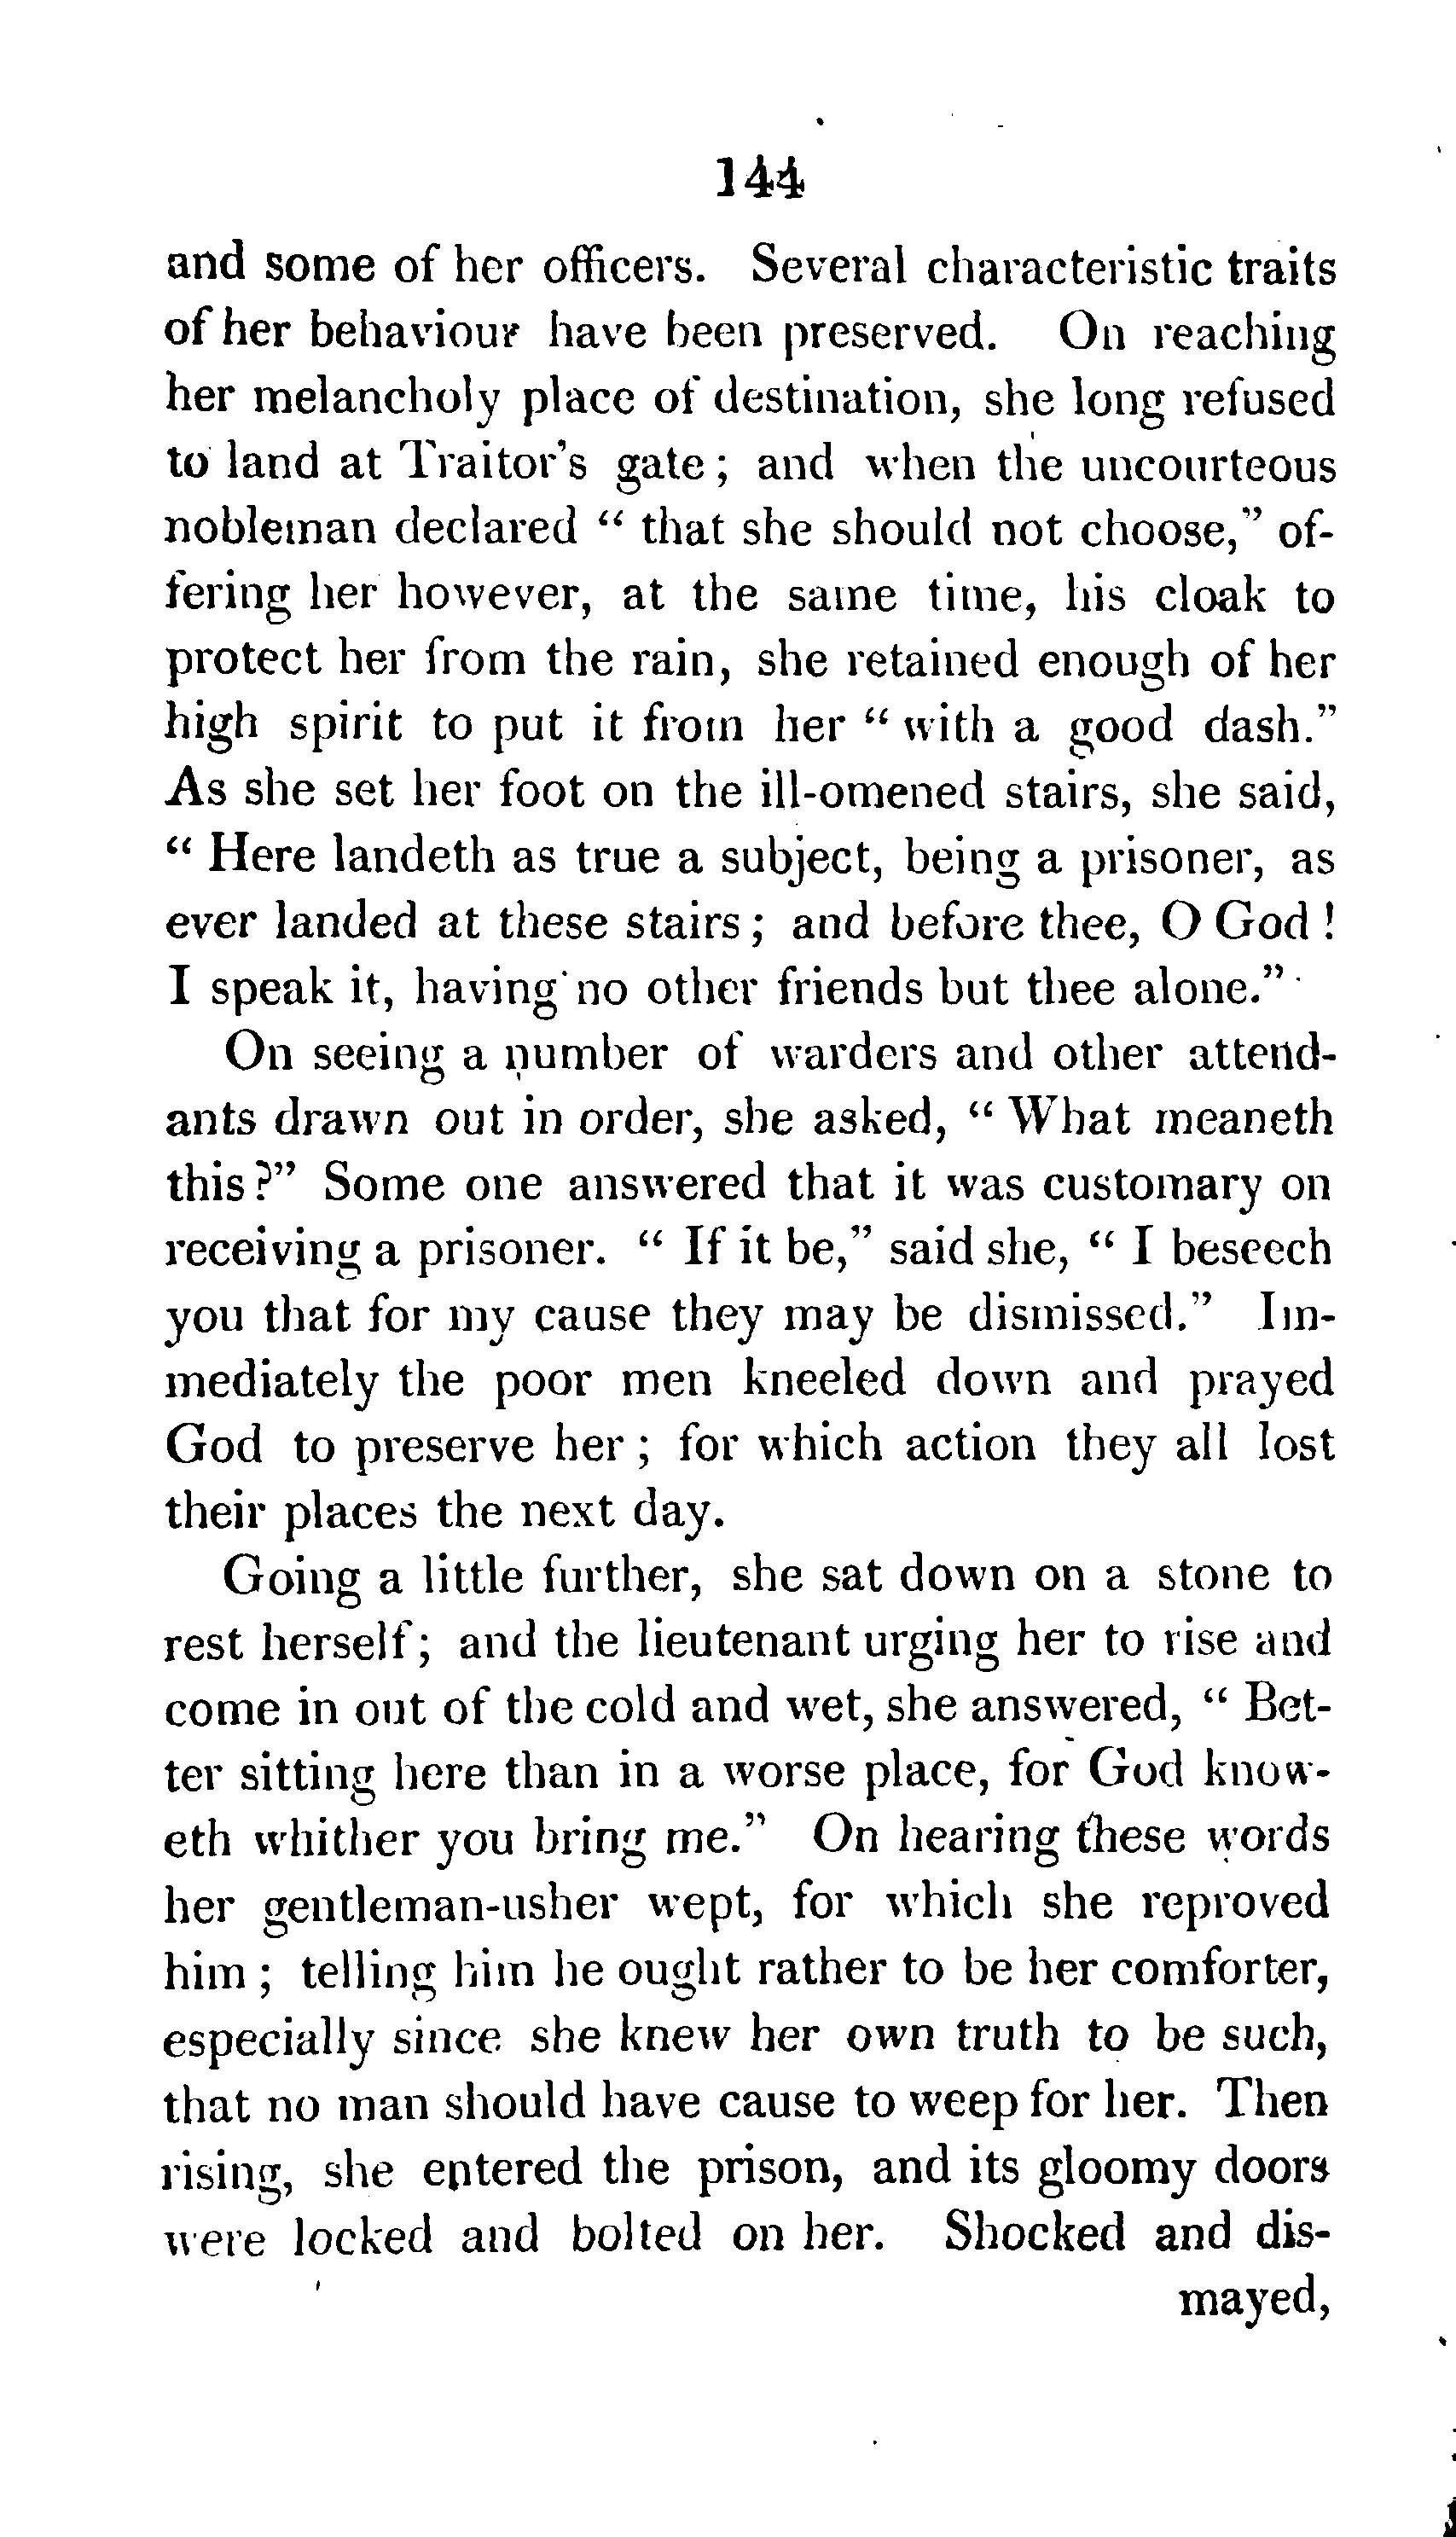 144
and some of her officers. Several characteristic traits
of her behaviour have been preserved. On reaching
her melancholy place of destination, she long refused
to land at Traitor's gate; and when the uncourteous
nobleman declared “ that she should not choose,” of-
fering her however, at the same time, his cloak to
protect her from the rain, she retained enough of her
high spirit to put it from her “ with a good dash.”
As she set her foot on the ill-omened stairs, she said,
“ Here landeth as true a subject, being a prisoner, as
ever landed at these stairs; and before thee, O God!
I speak it, having no other friends but thee alone.”
On seeing a number of warders and other attend-
ants drawn out in order, she asked, “ What meaneth
this?” Some one answered that it was customary on
receiving a prisoner. “ If it be,” said she, “ I beseech
you that for my cause they may be dismissed.” Im-
mediately the poor men kneeled down and prayed
God to preserve her; for which action they all lost
their places the next day.
Going a little further, she sat down on a stone to
rest herself; and the lieutenant urging her to rise and
come in out of the cold and wet, she answered, “ Bet-
ter sitting here than in a worse place, for God know-
eth whither you bring me.” On hearing these words
her gentleman-usher wept, for which she reproved
him; telling him he ought rather to be her comforter,
especially since she knew her own truth to be such,
that no man should have cause to weep for her. Then
rising, she entered the prison, and its gloomy doors
were locked and bolted on her. Shocked and dis-
mayed,